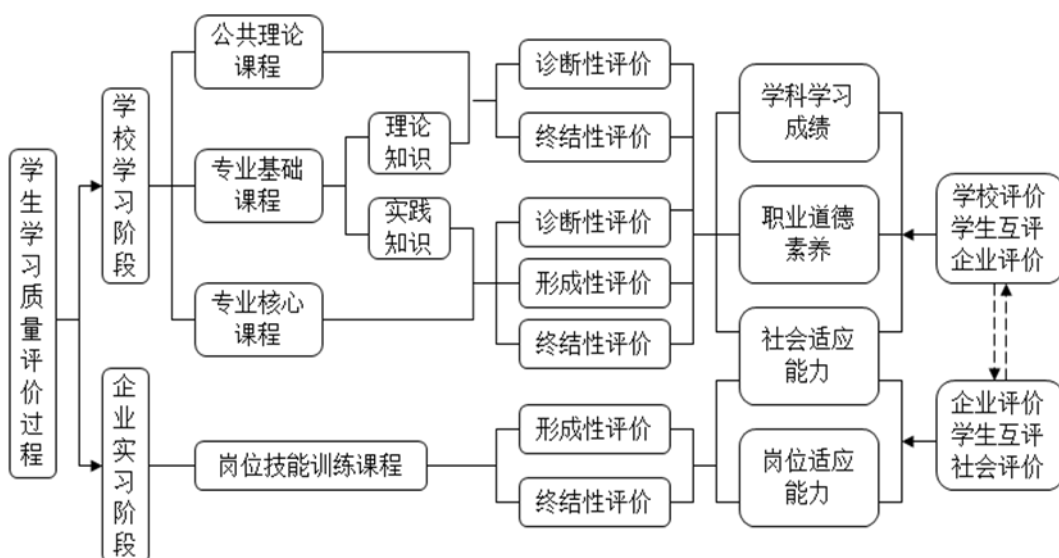 学生学习质量评价过程
学校学习阶段
企业实习阶段
公共理论
课程
专业基础
课程
专业核心
课程
岗位技能训练课程
理论
知识
实践
知识
诊断性评价
终结性评价
诊断性评价
形成性评价
终结性评价
形成性评价
终结性评价
学科学习
成绩
职业道德
素养
社会适应
能力
岗位适应
能力
学校评价
学生互评
企业评价
企业评价
学生互评
社会评价